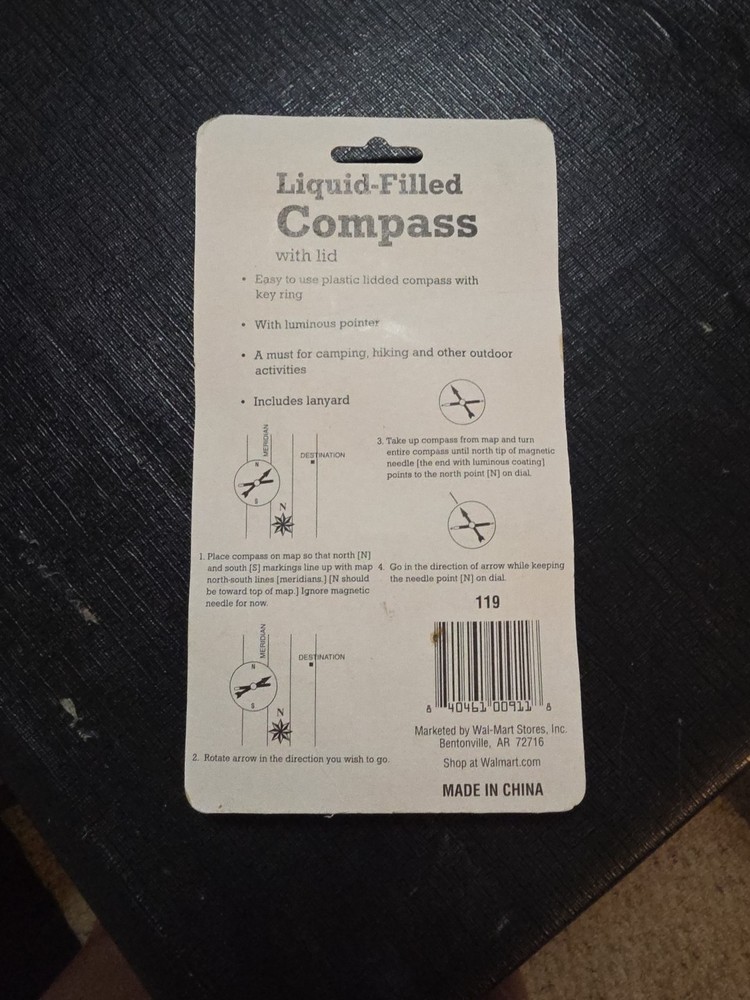 Liquid-Filled
Compass
with lid
• Easy to use plastic lidded compass with
key ring
• With luminous pointer
• A must for camping, hiking and other outdoor
activities
• Includes lanyard
MERIDIAN
DESTINATION
N
S
N
1. Place compass on map so that north [N]
and south [S] markings line up with map
north-south lines [meridians.] [N should
be toward top of map.] Ignore magnetic
needle for now.
MERIDIAN
DESTINATION
N
S
N
2. Rotate arrow in the direction you wish to go.
3. Take up compass from map and turn
entire compass until north tip of magnetic
needle [the end with luminous coating]
points to the north point [N] on dial.
4. Go in the direction of arrow while keeping
the needle point [N] on dial.
119
8 40461 00911 8
Marketed by Wal-Mart Stores, Inc.
Bentonville, AR 72716
Shop at Walmart.com
MADE IN CHINA